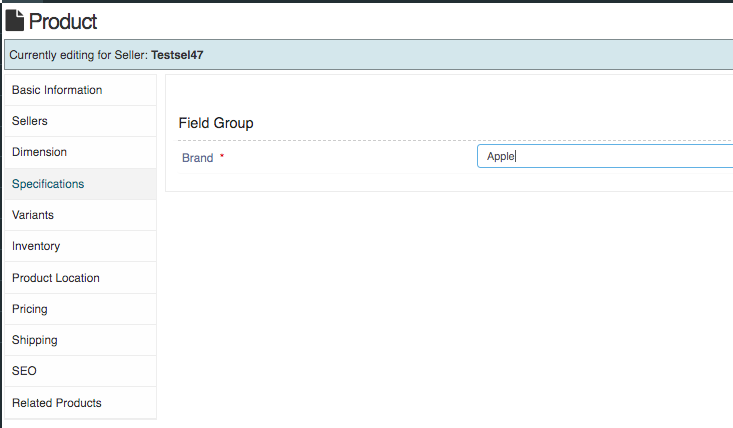 Product
Currently editing for Seller: Testsel47
Basic Information
Sellers
Dimension
Specifications
Variants
Inventory
Product Location
Pricing
Shipping
SEO
Related Products
Field Group
Brand *
Apple